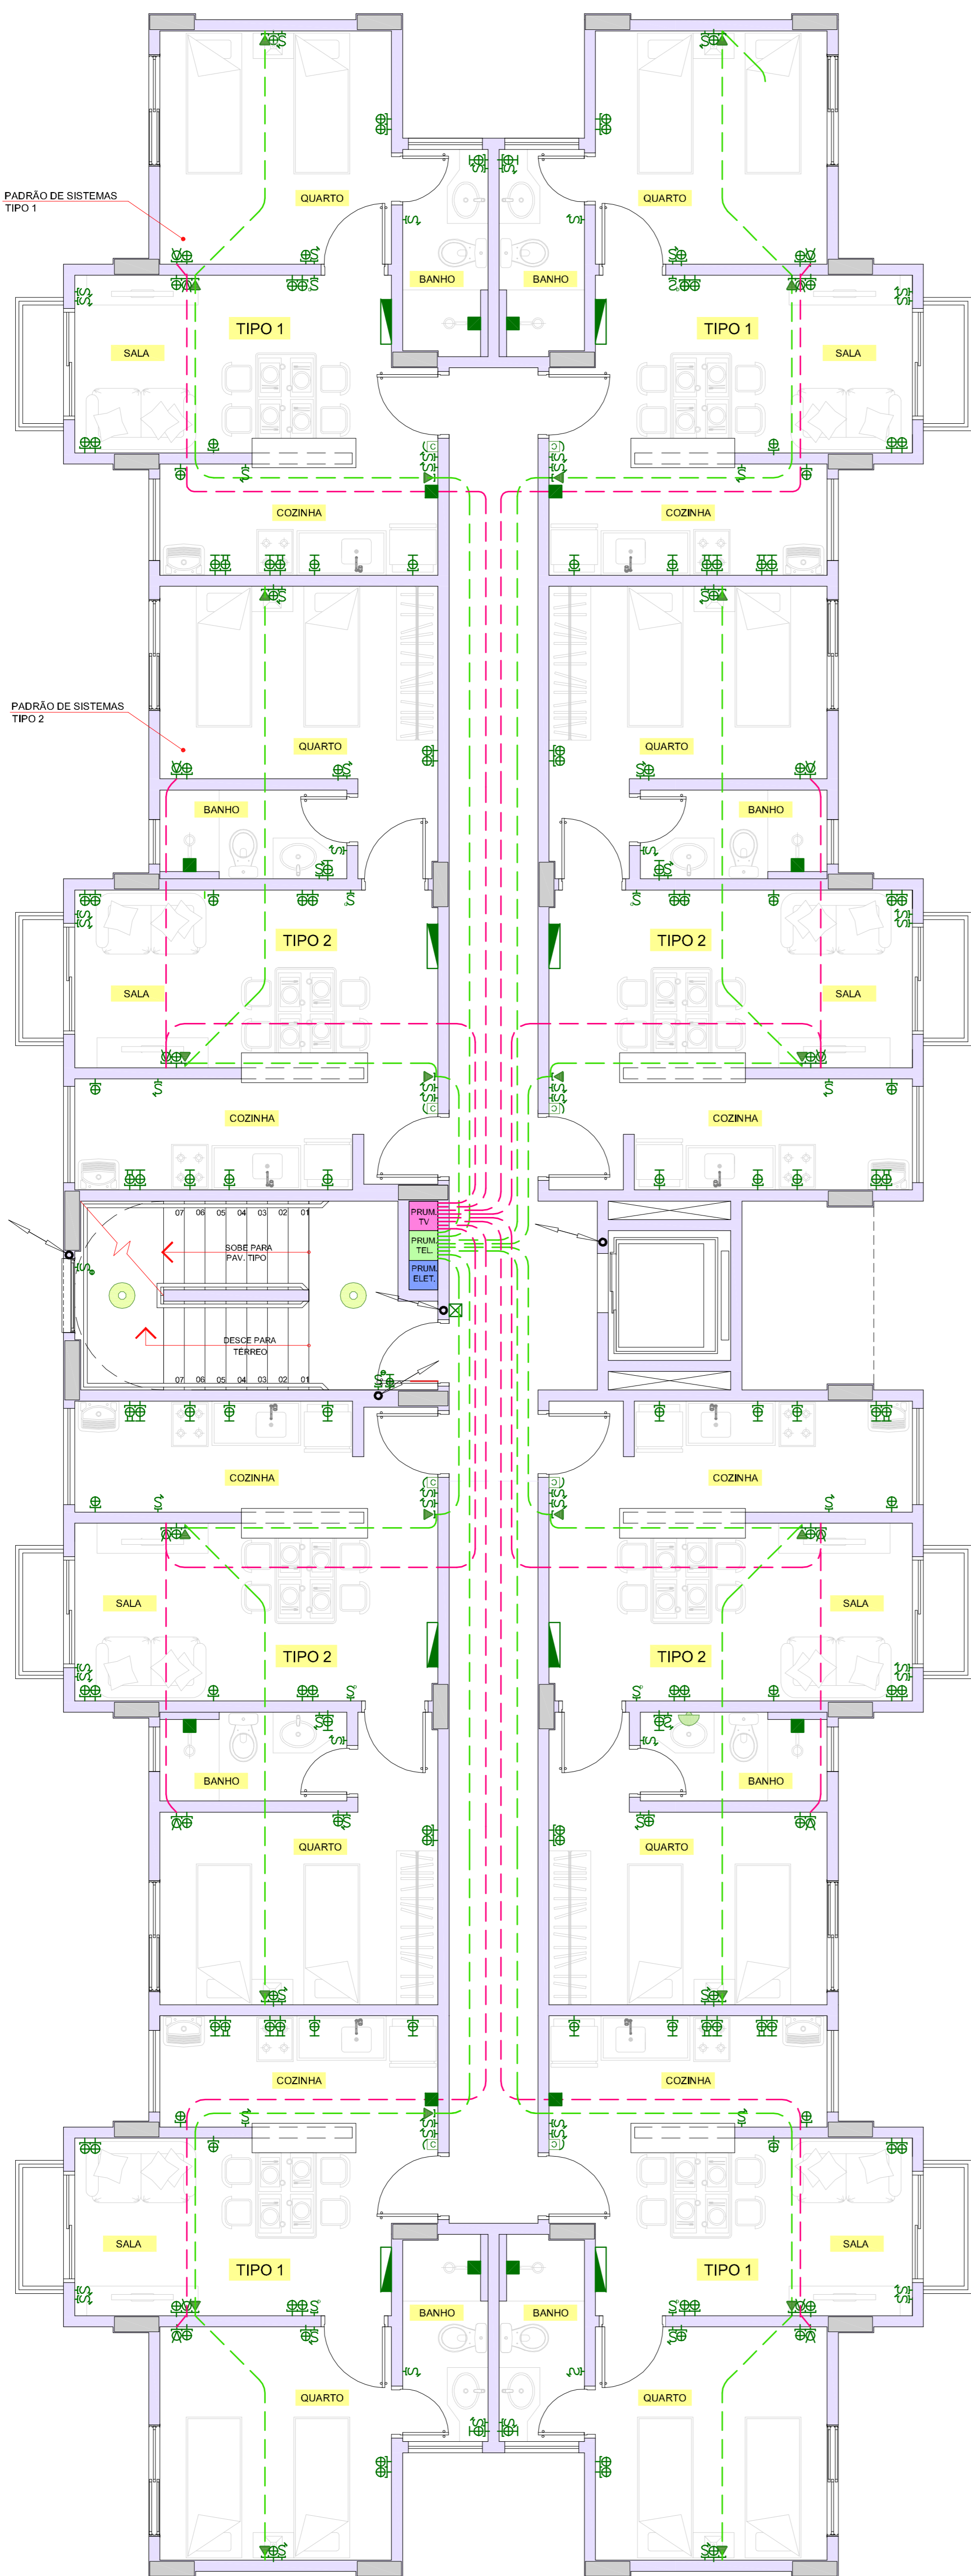 PADRÃO DE SISTEMAS
TIPO 1
QUARTO
QUARTO
BANHO
BANHO
TIPO 1
TIPO 1
SALA
SALA
COZINHA
COZINHA
PADRÃO DE SISTEMAS
TIPO 2
QUARTO
QUARTO
BANHO
BANHO
TIPO 2
TIPO 2
SALA
SALA
COZINHA
COZINHA
07 06 05 04 03 02 01
PRUM.
TV
PRUM.
TEL.
PRUM.
ELET.
SOBE PARA
PAV. TIPO
DESCE PARA
TÉRREO
07 06 05 04 03 02 01
COZINHA
COZINHA
SALA
SALA
TIPO 2
TIPO 2
BANHO
BANHO
QUARTO
QUARTO
COZINHA
COZINHA
SALA
SALA
TIPO 1
TIPO 1
BANHO
BANHO
QUARTO
QUARTO